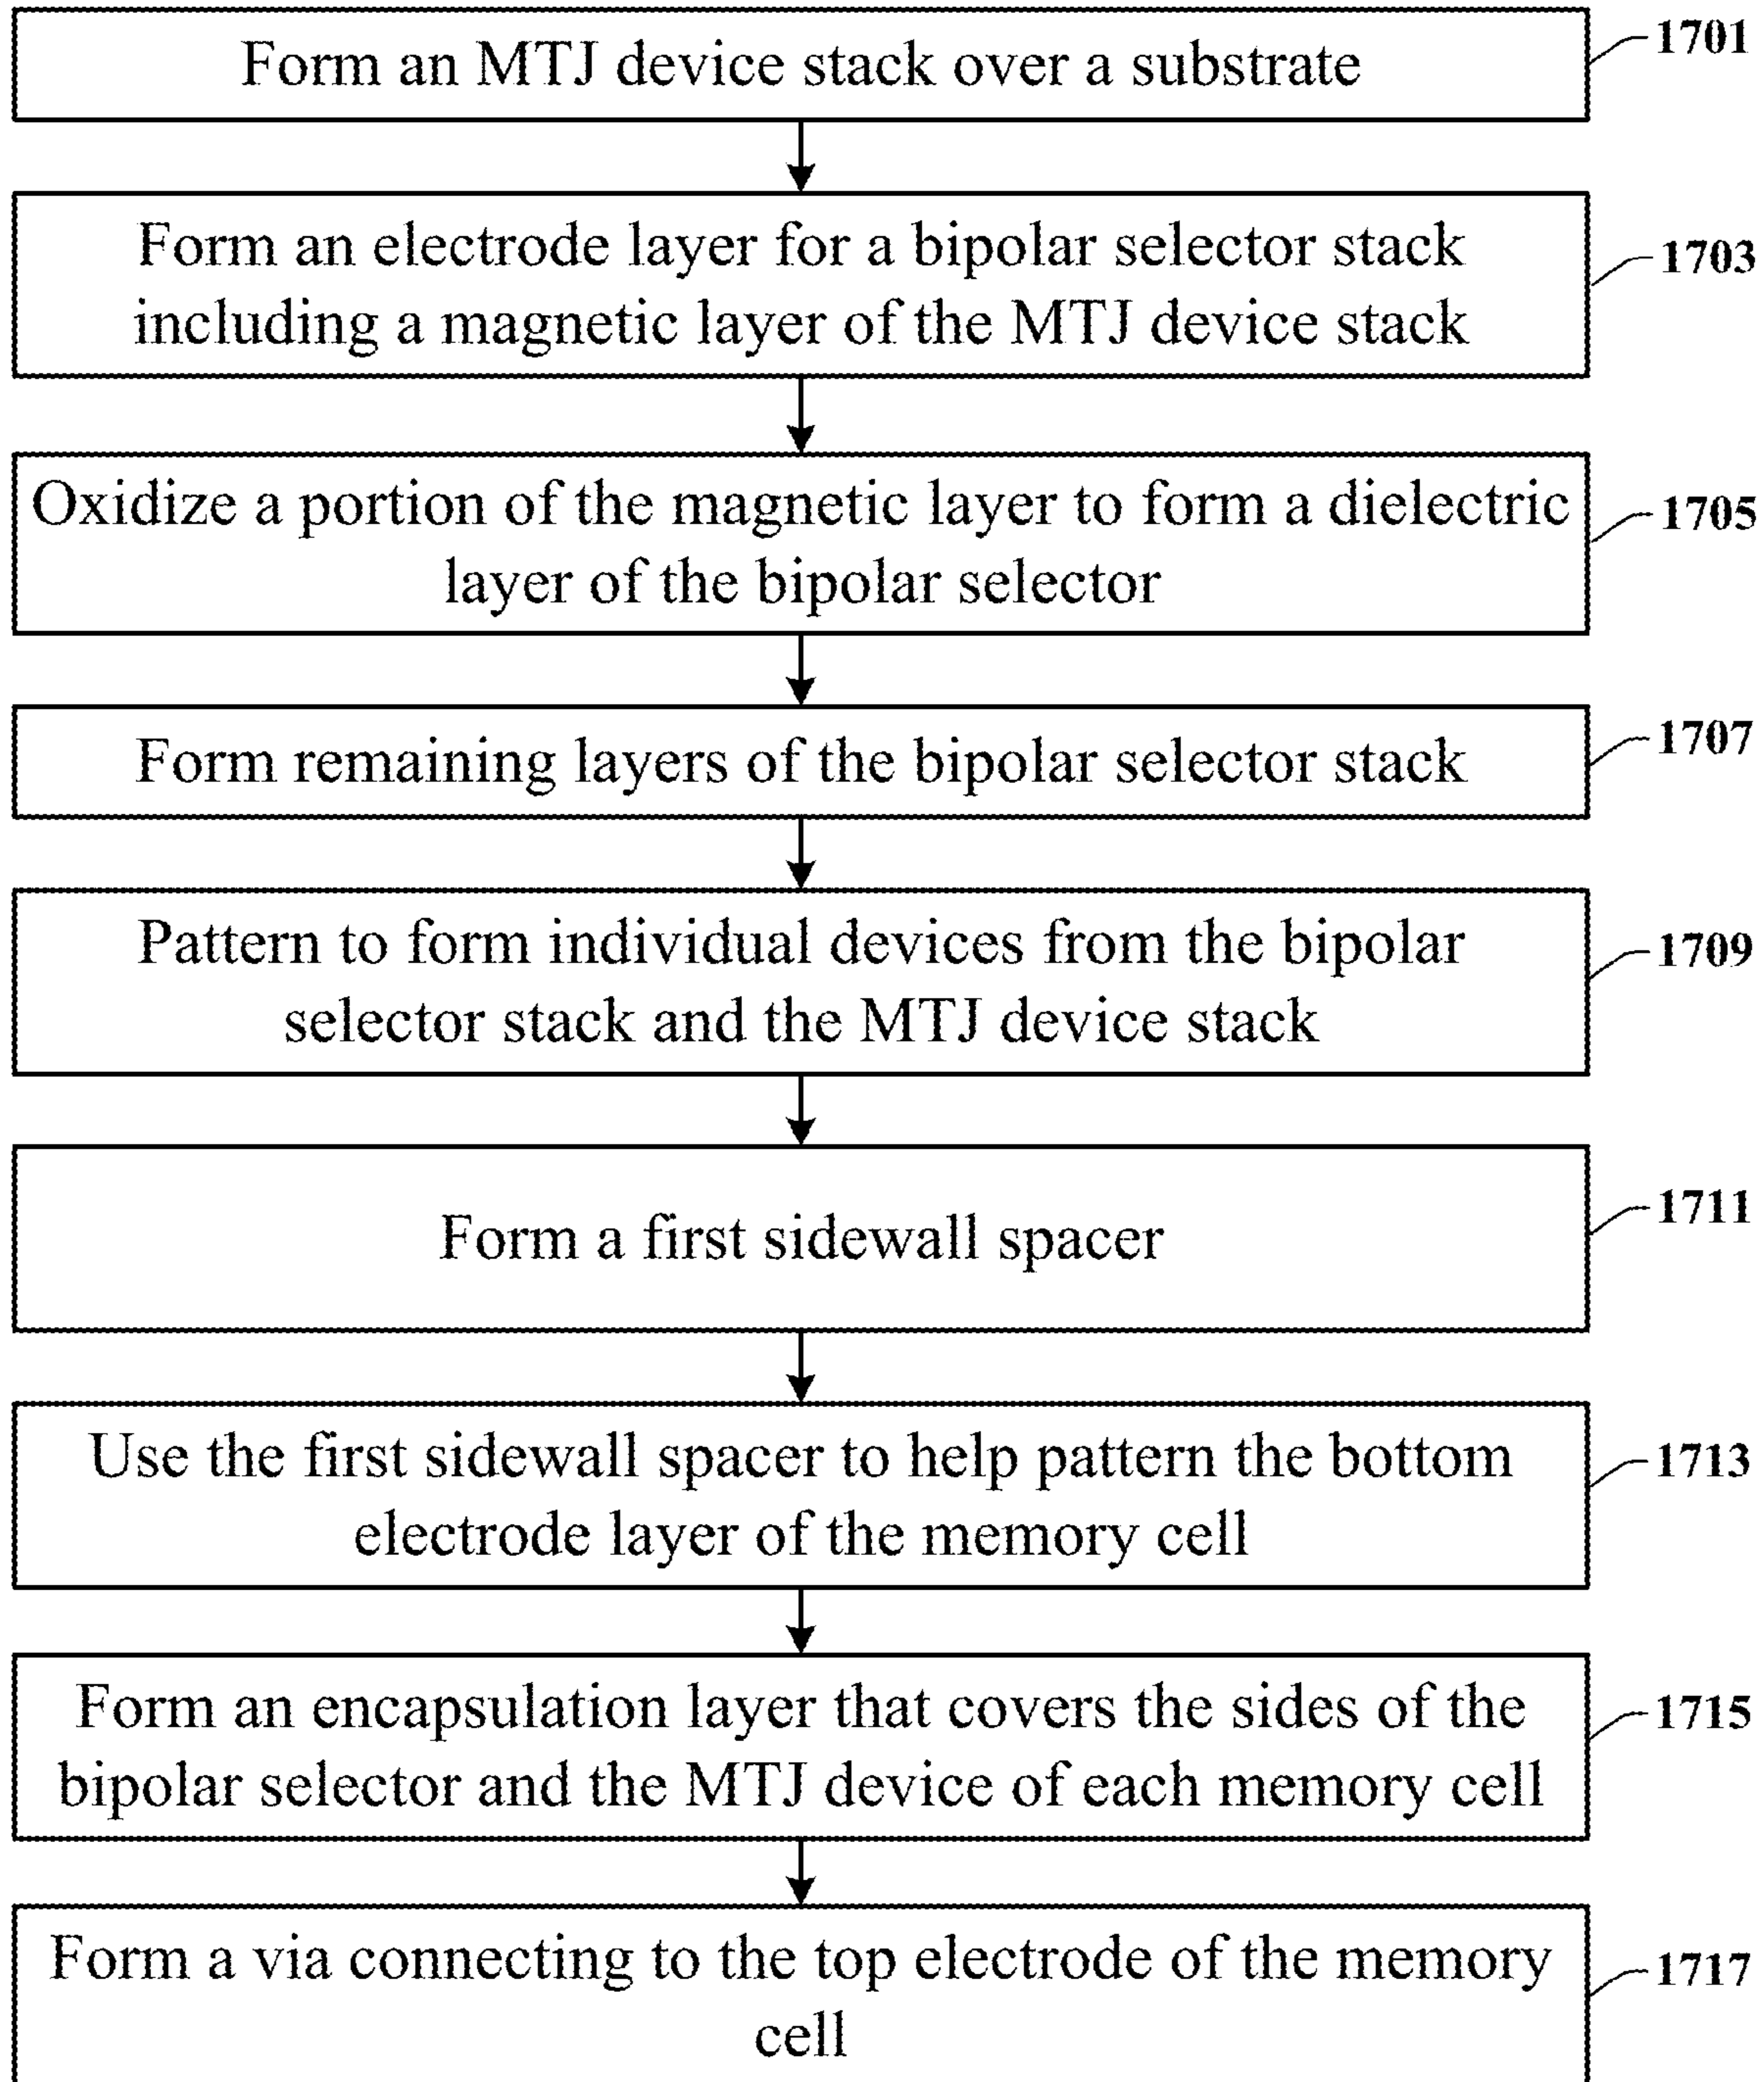 Form an MTJ device stack over a substrate
1701
Form an electrode layer for a bipolar selector stack
including a magnetic layer of the MTJ device stack
1703
Oxidize a portion of the magnetic layer to form a dielectric
layer of the bipolar selector
1705
Form remaining layers of the bipolar selector stack
1707
Pattern to form individual devices from the bipolar
selector stack and the MTJ device stack
1709
Form a first sidewall spacer
1711
Use the first sidewall spacer to help pattern the bottom
electrode layer of the memory cell
1713
Form an encapsulation layer that covers the sides of the
bipolar selector and the MTJ device of each memory cell
1715
Form a via connecting to the top electrode of the memory
cell
1717